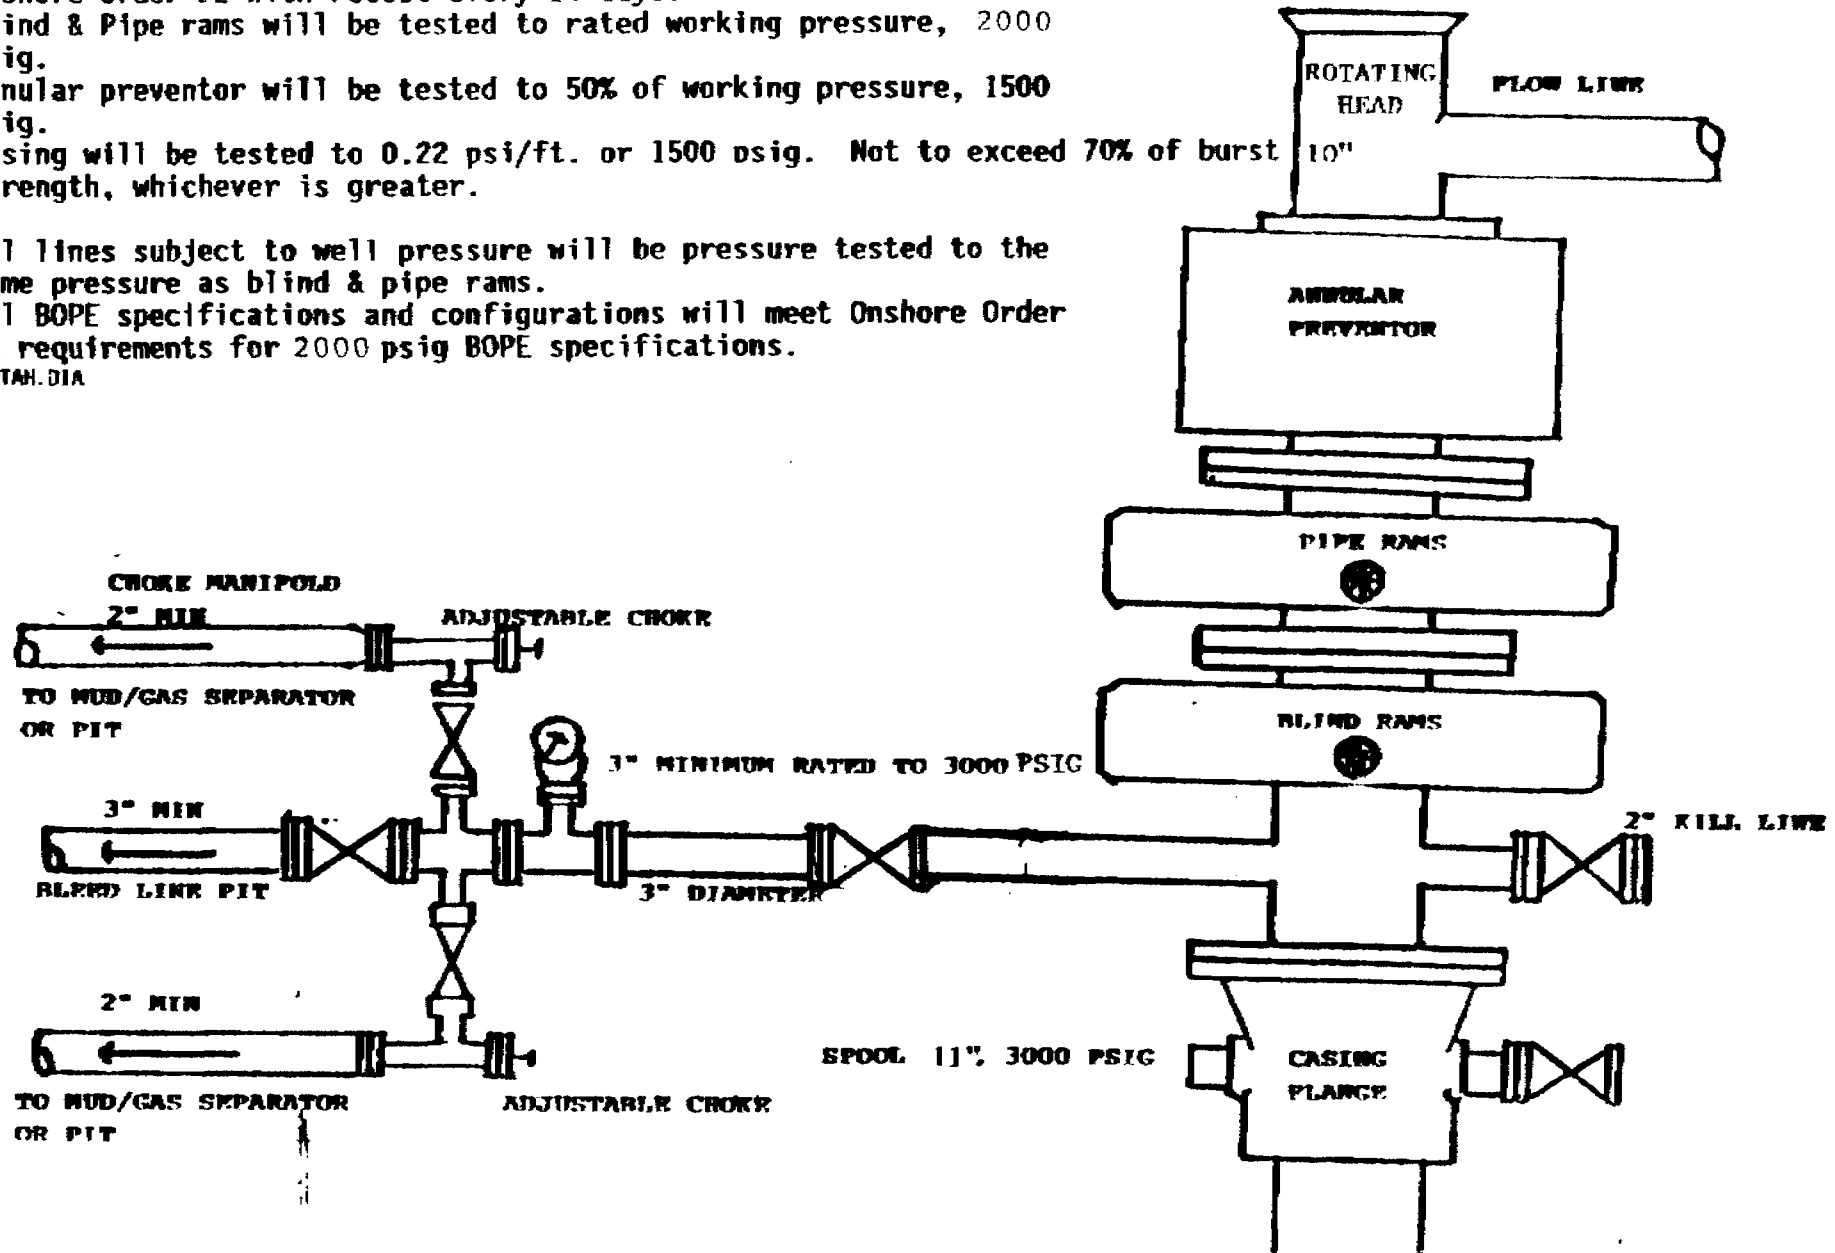 ind & Pipe rams will be tested to rated working pressure, 2000
ig.
nular preventor will be tested to 50% of working pressure, 1500
ig.
sing will be tested to 0.22 psi/ft. or 1500 psig. Not to exceed 70% of burst
rength, whichever is greater.
l lines subject to well pressure will be pressure tested to the
me pressure as blind & pipe rams.
l BOPE specifications and configurations will meet Onshore Order
requirements for 2000 psig BOPE specifications.
TAH.DIA
ROTATING
HEAD
FLOW LINE
10"
ANNULAR
PREVENTOR
PIPE RAMS
CHOKE MANIFOLD
2" MIN
ADJUSTABLE CHOKE
TO MUD/GAS SEPARATOR
OR PIT
BLIND RAMS
3" MINIMUM RATED TO 3000 PSIG
3" MIN
2" KILL LINE
BLEED LINE PIT
3" DIAMETER
2" MIN
SPOOL 11", 3000 PSIG
CASING
FLANGE
TO MUD/GAS SEPARATOR
OR PIT
ADJUSTABLE CHOKE